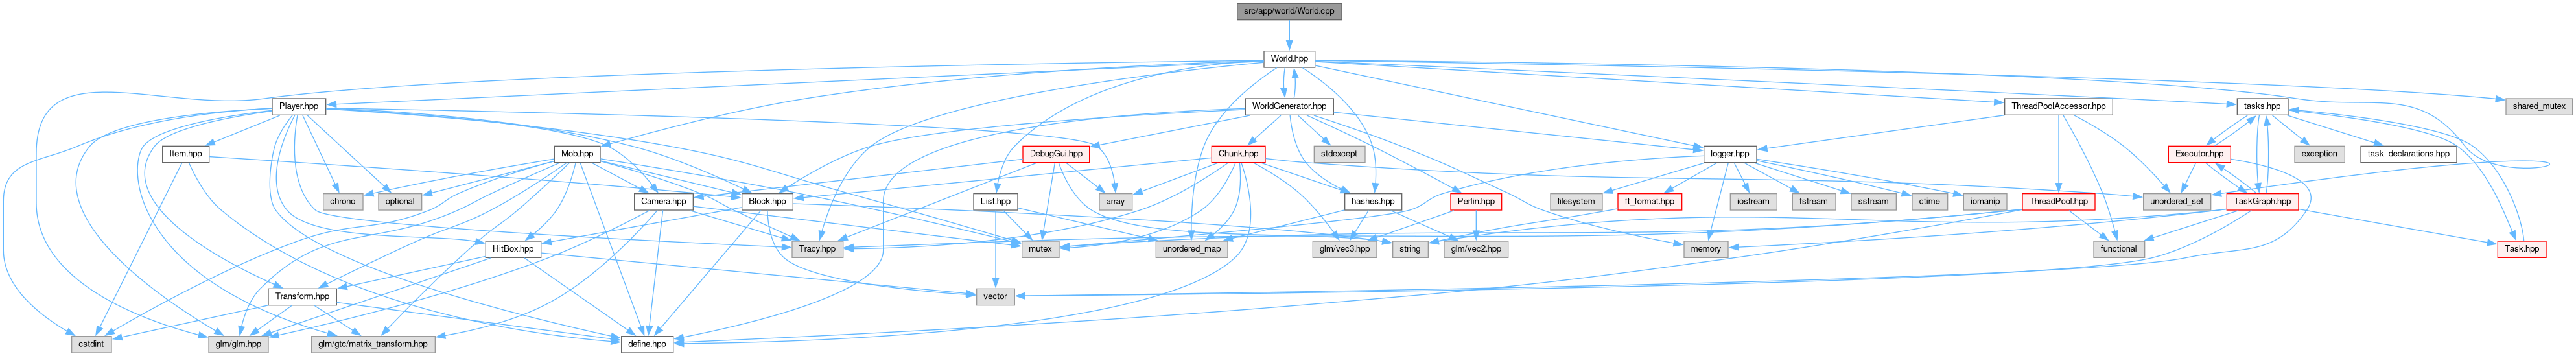 src/app/world/World.cpp
World.hpp
Player.hpp
WorldGenerator.hpp
ThreadPoolAccessor.hpp
tasks.hpp
shared_mutex
Item.hpp
Mob.hpp
DebugGui.hpp
stdexcept
Chunk.hpp
logger.hpp
Executor.hpp
exception
task_declarations.hpp
chrono
optional
Camera.hpp
Block.hpp
array
List.hpp
hashes.hpp
Perlin.hpp
filesystem
ft_format.hpp
iostream
fstream
sstream
ctime
iomanip
ThreadPool.hpp
unordered_set
TaskGraph.hpp
HitBox.hpp
Tracy.hpp
mutex
unordered_map
glm/vec3.hpp
string
glm/vec2.hpp
memory
functional
Task.hpp
Transform.hpp
vector
cstdint
glm/glm.hpp
glm/gtc/matrix_transform.hpp
define.hpp